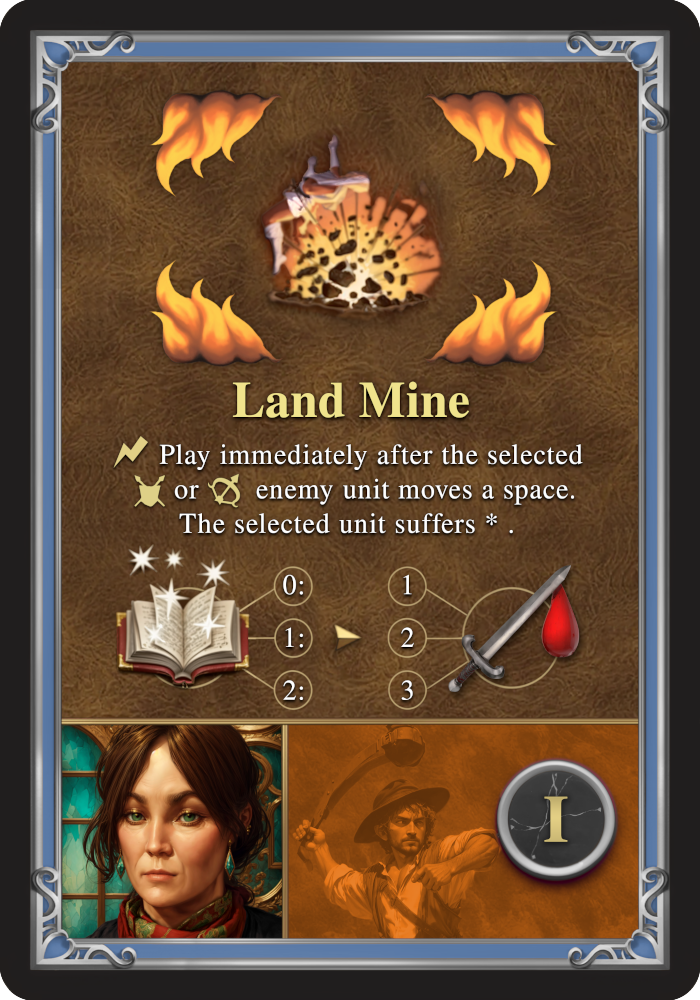 Land Mine
Play immediately after the selected
or enemy unit moves a space.
The selected unit suffers * .
0: 1
1: 2
2: 3
I